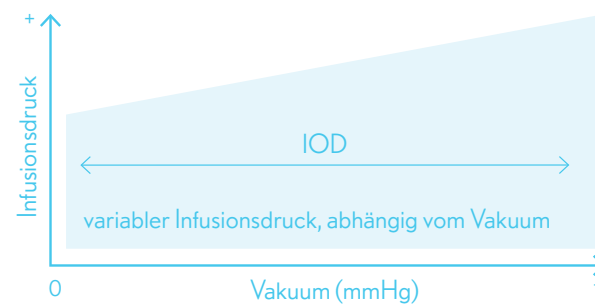 +
Infusionsdruck
IOD
variabler Infusionsdruck, abhängig vom Vakuum
0
Vakuum (mmHg)